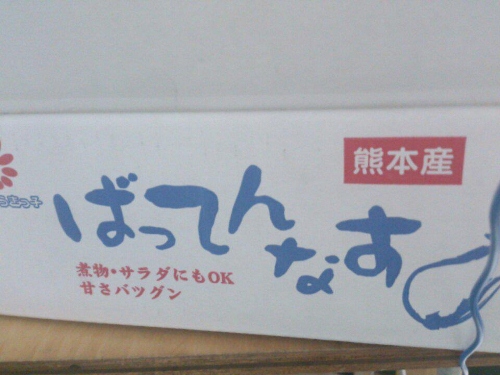 熊本産
ばってん
なす
煮物・サラダにもOK
甘さバツグン